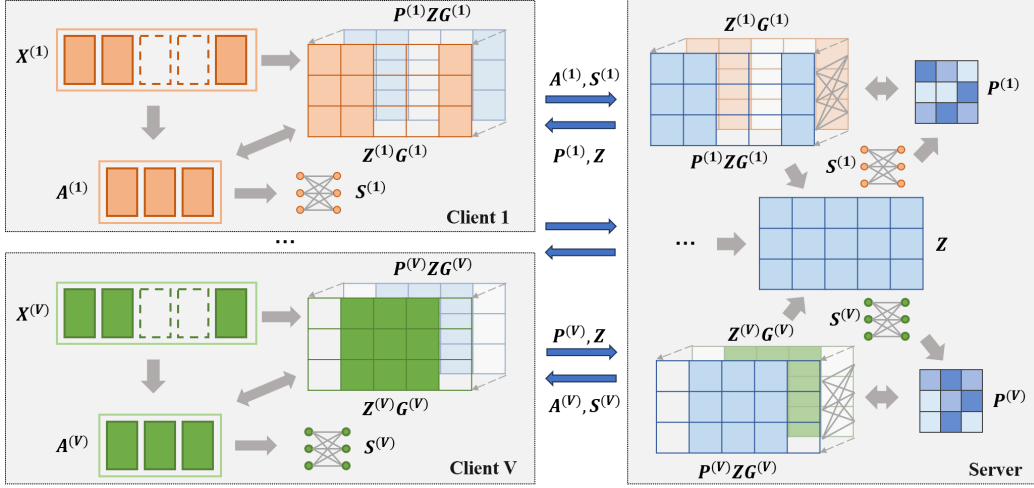 P^(1)ZG^(1)
X^(1)
Z^(1)G^(1)
A^(1)
S^(1)
Client 1
...
P^(V)ZG^(V)
X^(V)
Z^(V)G^(V)
A^(V)
S^(V)
Client V
A^(1), S^(1)
P^(1), Z
P^(V), Z
A^(V), S^(V)
Z^(1)G^(1)
P^(1)
P^(1)ZG^(1)
S^(1)
...
Z
S^(V)
Z^(V)G^(V)
P^(V)
P^(V)ZG^(V)
Server